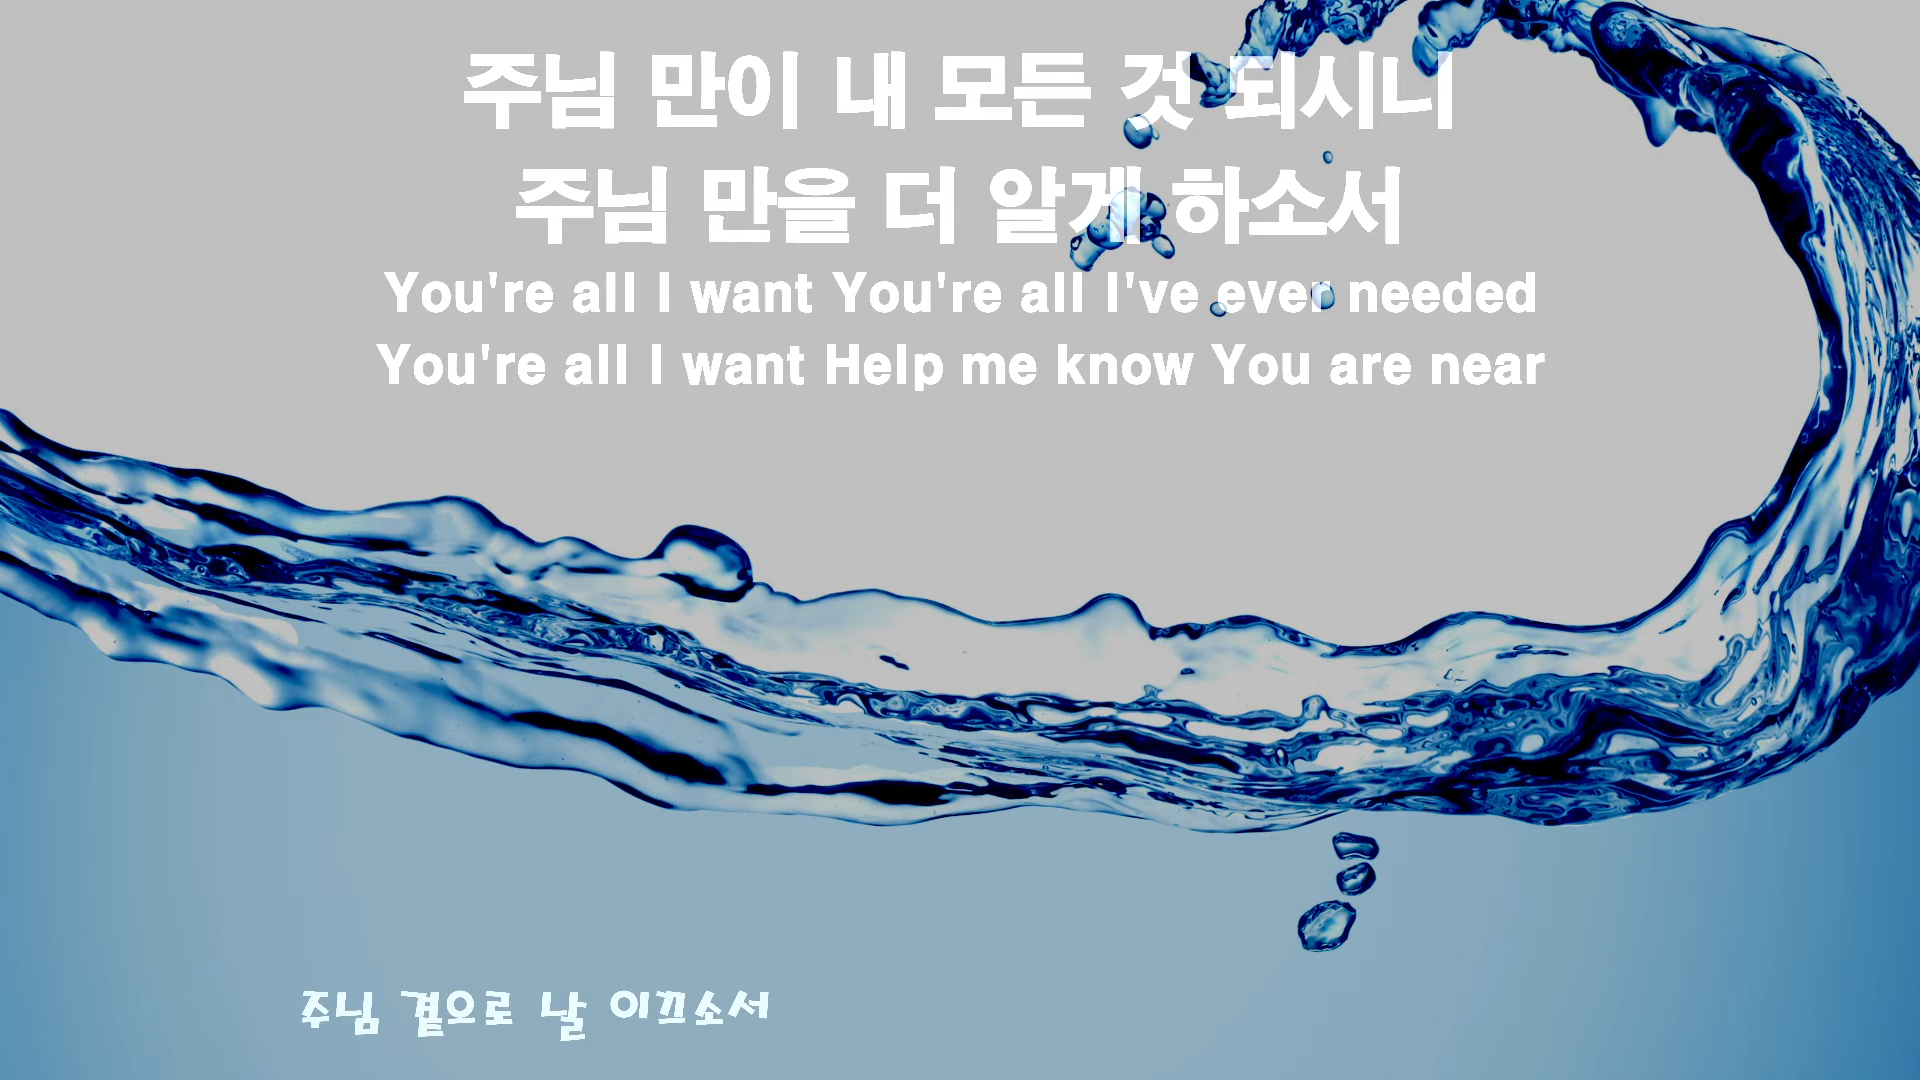 주님 만이 내 모든 것 되시니
주님 만을 더 알게 하소서
You're all I want You're all I've ever needed
You're all I want Help me know You are near
주님 곁으로 날 이끄소서